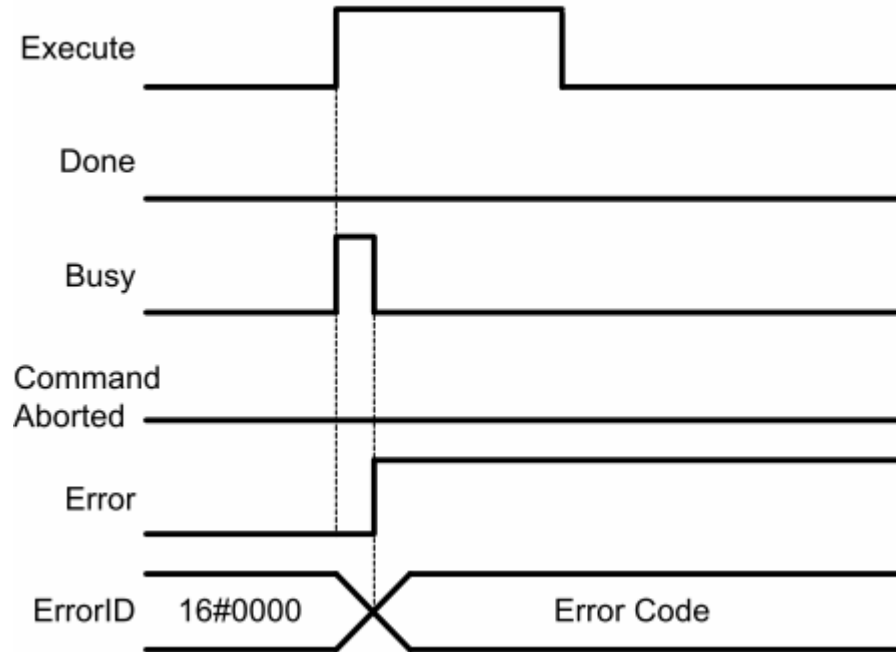 Execute
Done
Busy
Command
Aborted
Error
ErrorID 16#0000 Error Code